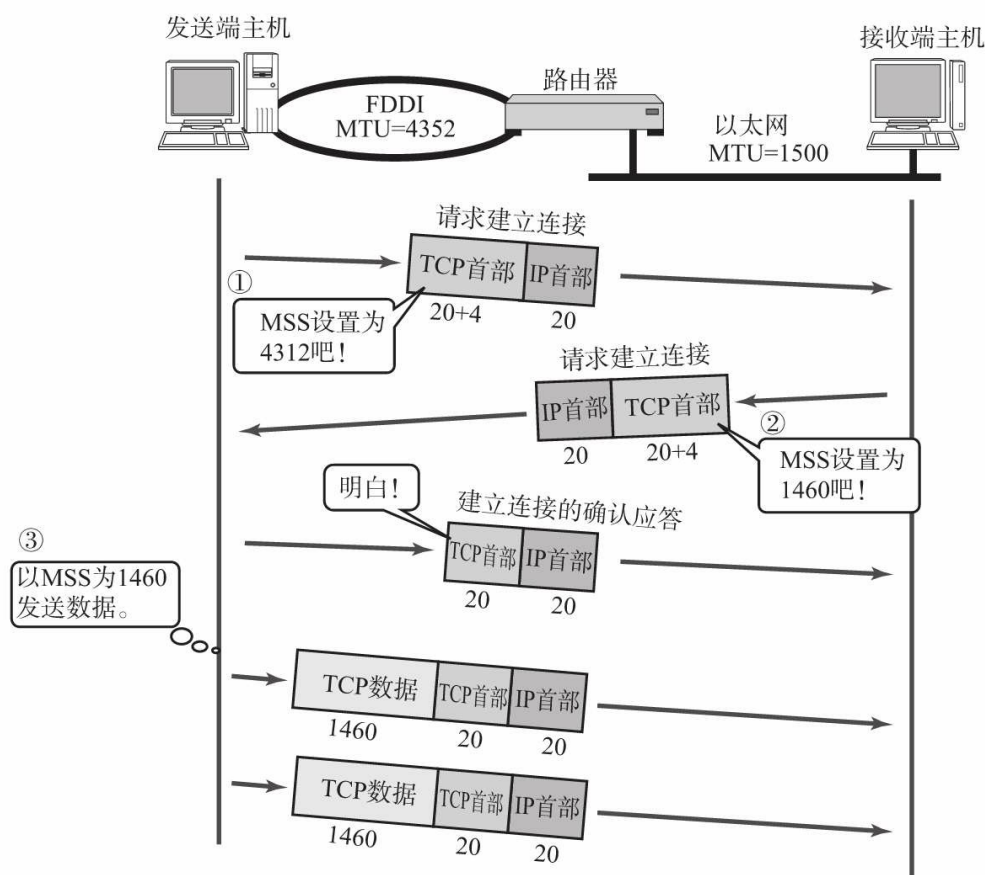 发送端主机
接收端主机
路由器
FDDI
MTU=4352
以太网
MTU=1500
请求建立连接
TCP首部 IP首部
20+4 20
①
MSS设置为
4312吧！
请求建立连接
IP首部 TCP首部
20 20+4
②
MSS设置为
1460吧！
明白！
建立连接的确认应答
TCP首部 IP首部
20 20
③
以MSS为1460
发送数据。
TCP数据 TCP首部 IP首部
1460 20 20
TCP数据 TCP首部 IP首部
1460 20 20